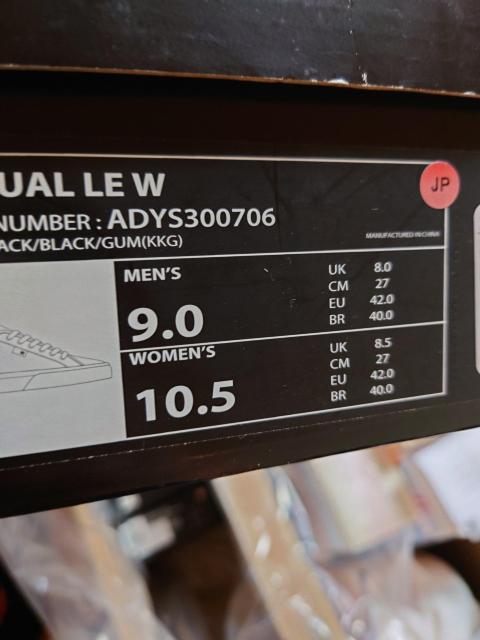 UAL LE W
JP
NUMBER : ADYS300706
ACK/BLACK/GUM(KKG)
MANUFACTURED IN CHINA
MEN'S
9.0
UK 8.0
CM 27
EU 42.0
BR 40.0
WOMEN'S
10.5
UK 8.5
CM 27
EU 42.0
BR 40.0